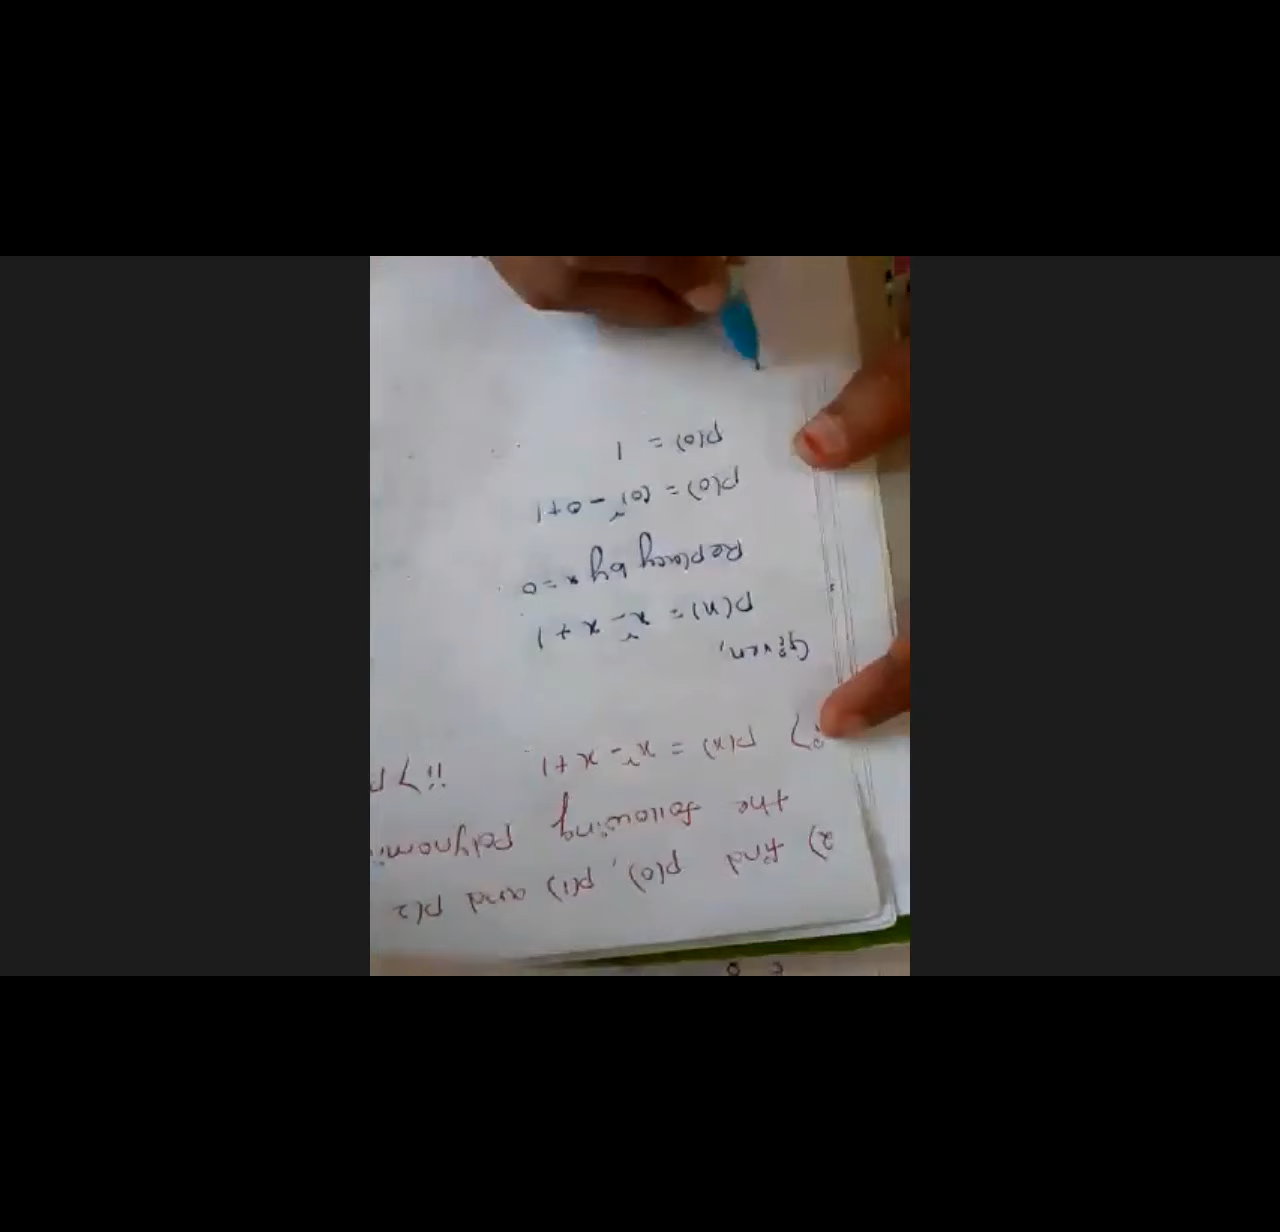 2) find p(0), p(1) and p(2
the following polynomi
i) p(x) = x² - x+1 ii) p
Given,
p(x) = x² - x + 1
Replacy by x = 0
p(0) = (0)² - 0+1
p(0) = 1